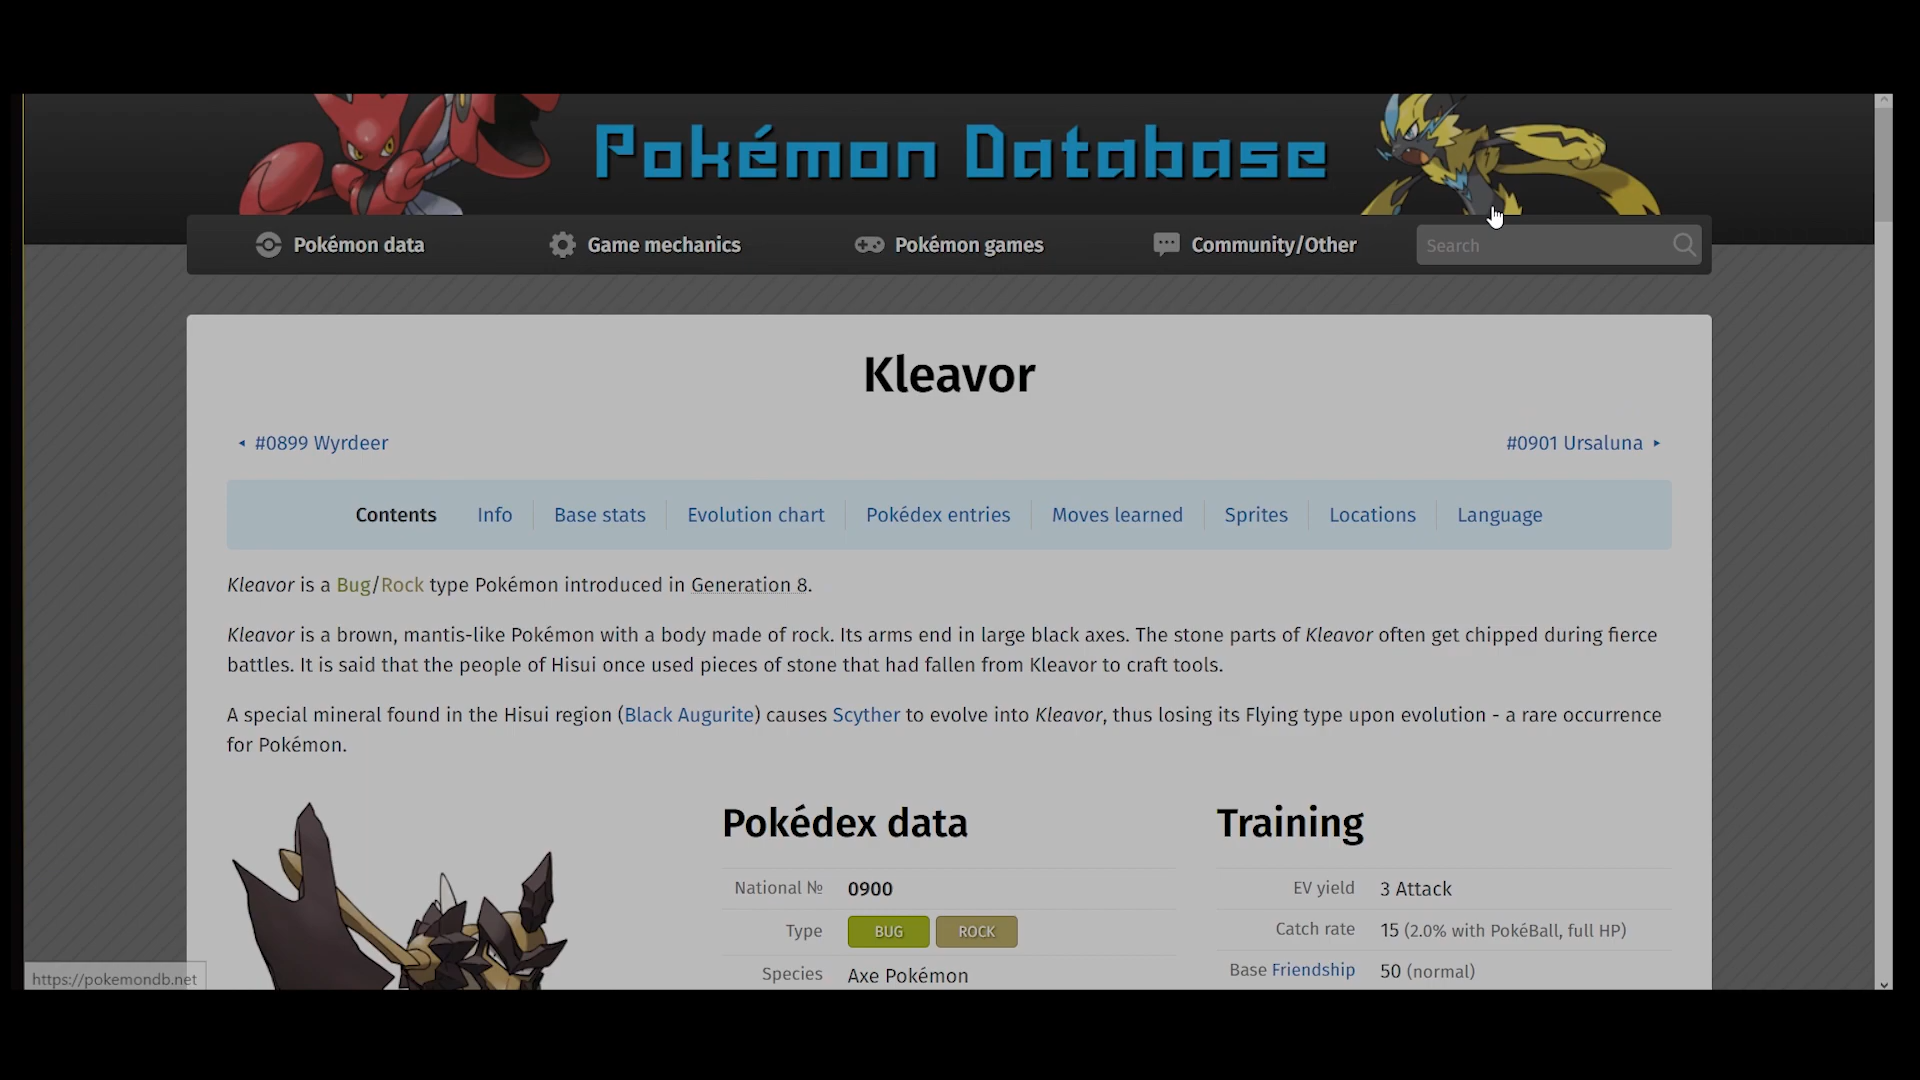 Pokémon Database
Pokémon data
Game mechanics
Pokémon games
Community/Other
Search
Kleavor
#0899 Wyrdeer
#0901 Ursaluna
Contents
Info
Base stats
Evolution chart
Pokédex entries
Moves learned
Sprites
Locations
Language
Kleavor is a Bug/Rock type Pokémon introduced in Generation 8.
Kleavor is a brown, mantis-like Pokémon with a body made of rock. Its arms end in large black axes. The stone parts of Kleavor often get chipped during fierce
battles. It is said that the people of Hisui once used pieces of stone that had fallen from Kleavor to craft tools.
A special mineral found in the Hisui region (Black Augurite) causes Scyther to evolve into Kleavor, thus losing its Flying type upon evolution - a rare occurrence
for Pokémon.
Pokédex data
National № 0900
Type BUG ROCK
Species Axe Pokémon
Training
EV yield 3 Attack
Catch rate 15 (2.0% with PokéBall, full HP)
Base Friendship 50 (normal)
https://pokemondb.net